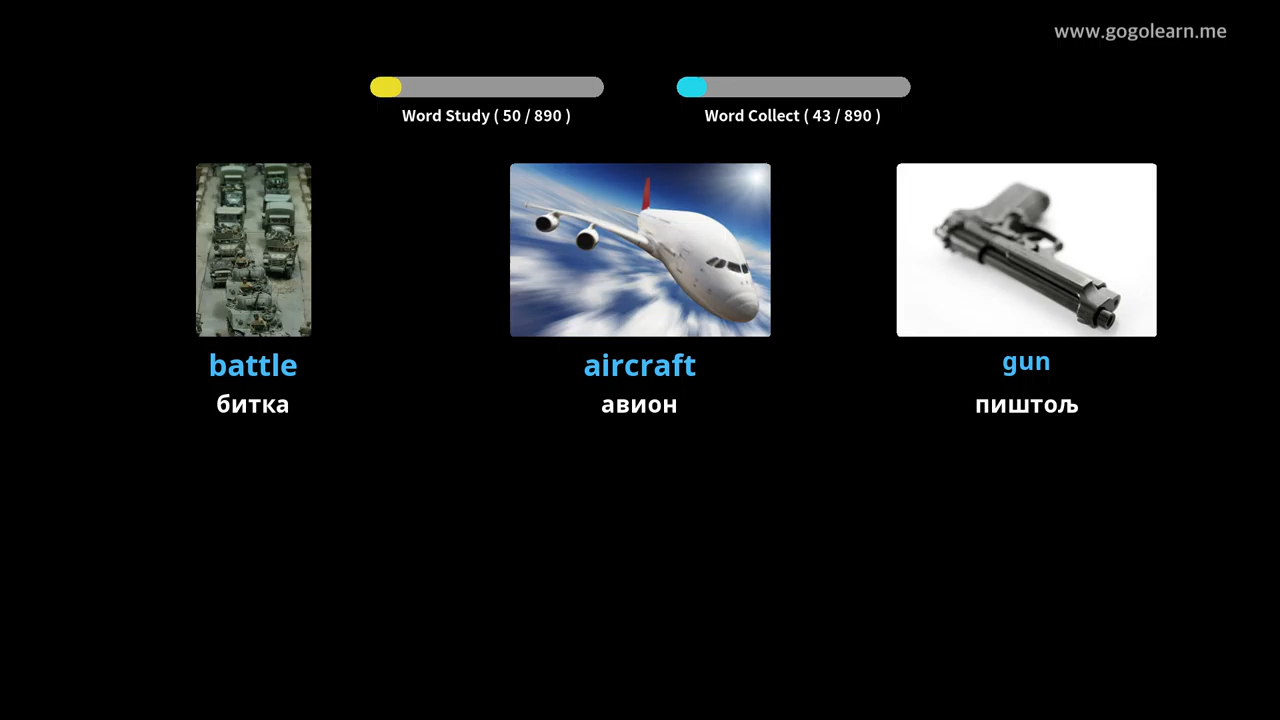 www.gogolearn.me
Word Study ( 50 / 890 )
Word Collect ( 43 / 890 )
battle
битка
aircraft
авион
gun
пиштољ